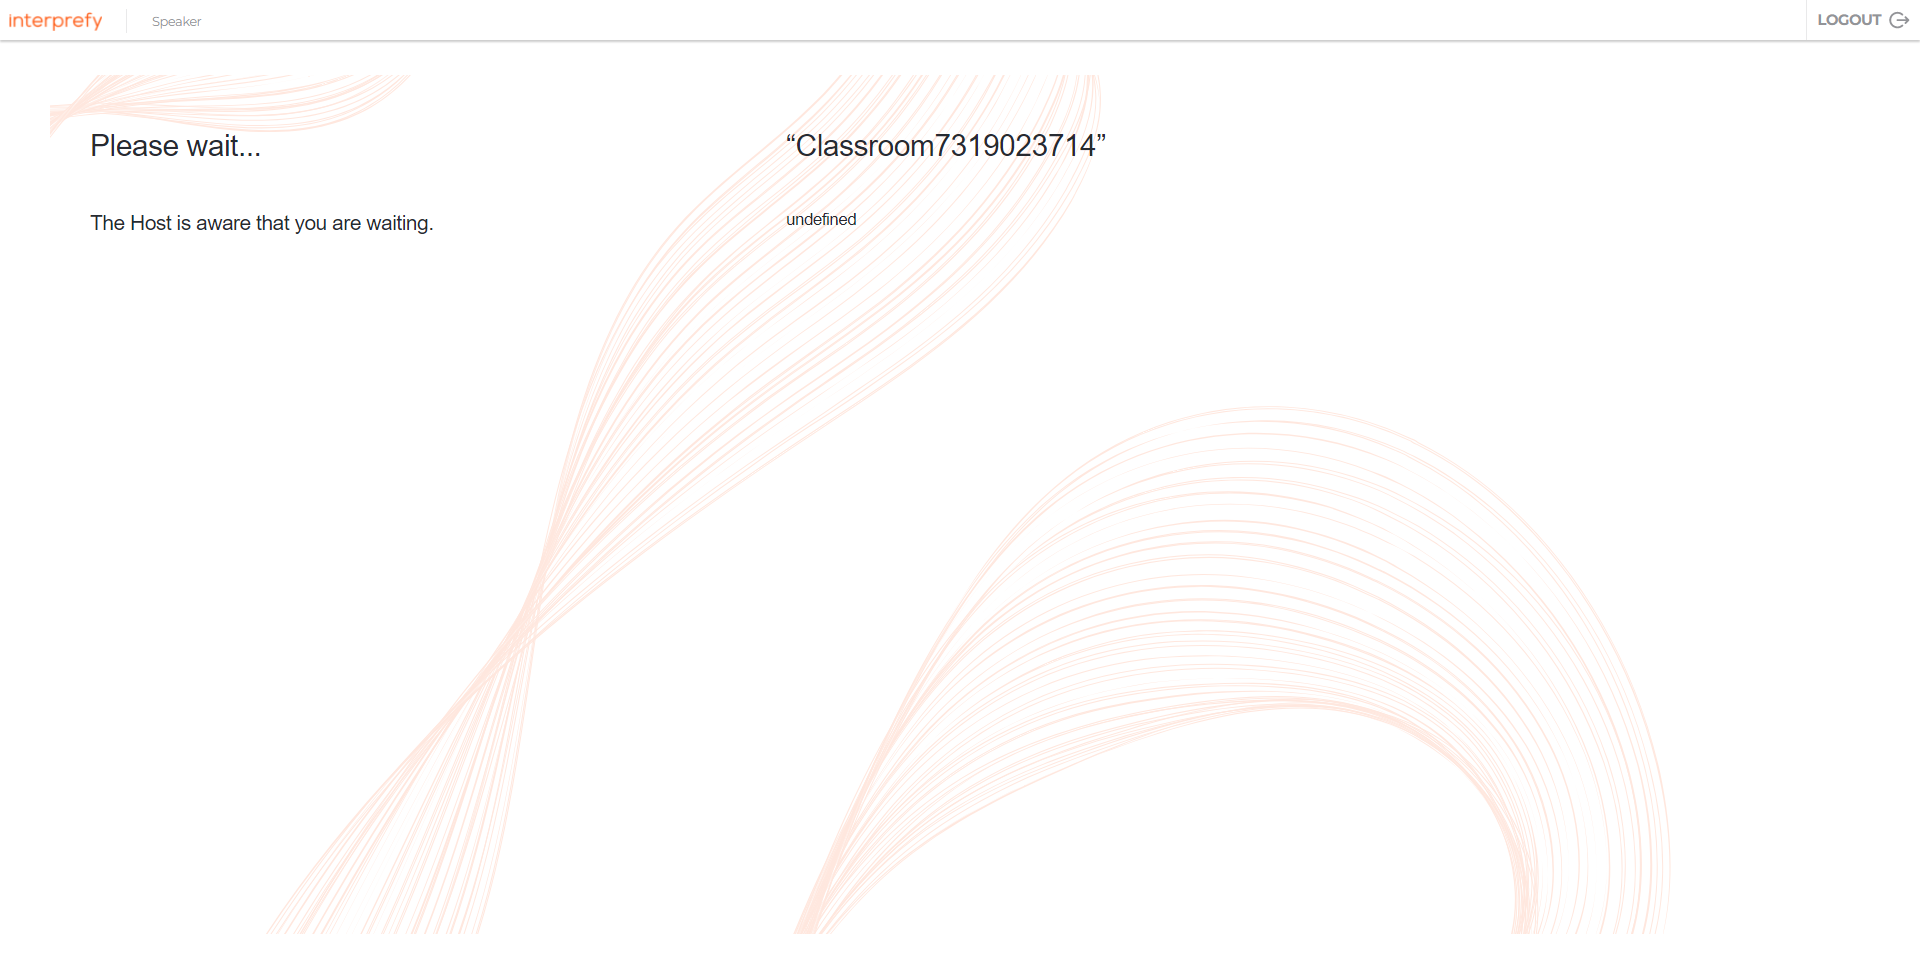 interprefy
Speaker
LOGOUT
Please wait...
“Classroom7319023714”
The Host is aware that you are waiting.
undefined